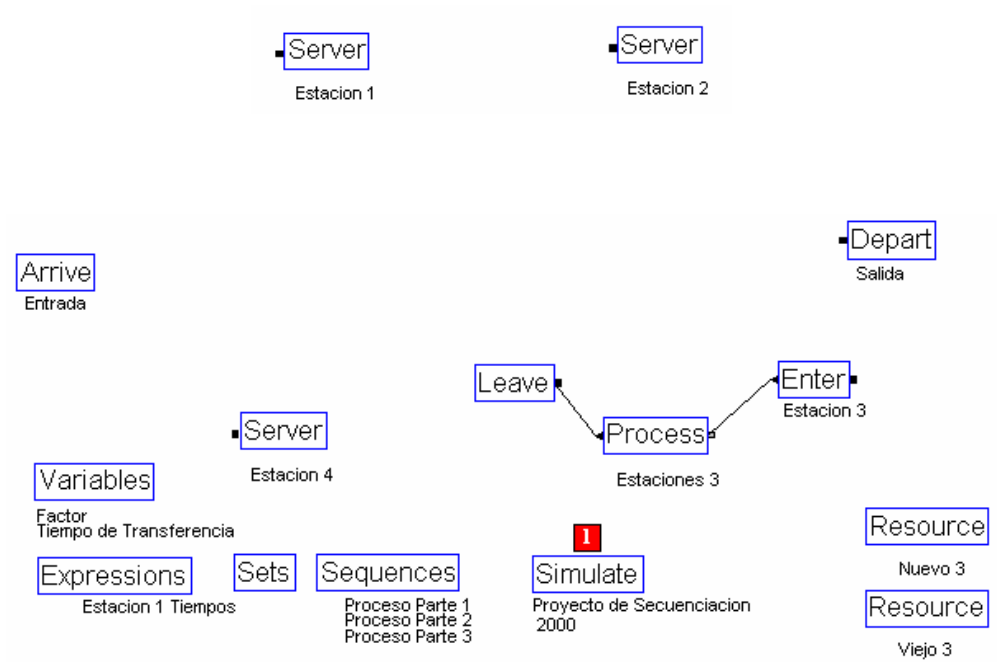 Server
Estacion 1
Server
Estacion 2
Depart
Salida
Arrive
Entrada
Leave
Enter
Estacion 3
Process
Estaciones 3
Server
Estacion 4
Variables
Factor
Tiempo de Transferencia
Expressions
Estacion 1 Tiempos
Sets
Sequences
Proceso Parte 1
Proceso Parte 2
Proceso Parte 3
1
Simulate
Proyecto de Secuenciacion
2000
Resource
Nuevo 3
Resource
Viejo 3